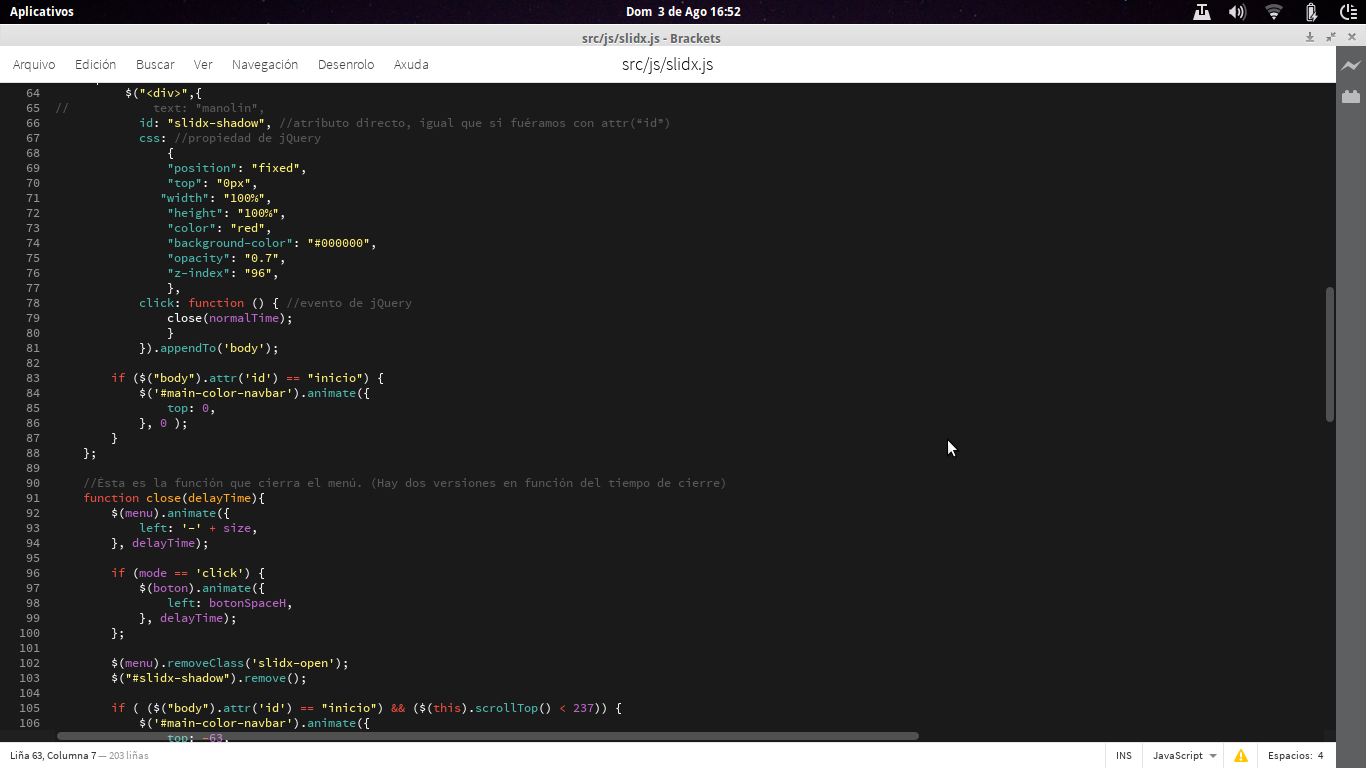 Aplicativos
Dom 3 de Ago 16:52
src/js/slidx.js - Brackets
Arquivo Edición Buscar Ver Navegación Desenrolo Axuda
src/js/slidx.js
64 $("<div>",{
65 // text: "manolin",
66 id: "slidx-shadow", //atributo directo, igual que si fuéramos con attr(“id”)
67 css: //propiedad de jQuery
68 {
69 "position": "fixed",
70 "top": "0px",
71 "width": "100%",
72 "height": "100%",
73 "color": "red",
74 "background-color": "#000000",
75 "opacity": "0.7",
76 "z-index": "96",
77 },
78 click: function () { //evento de jQuery
79 close(normalTime);
80 }
81 }).appendTo('body');
82
83 if ($("body").attr('id') == "inicio") {
84 $('#main-color-navbar').animate({
85 top: 0,
86 }, 0 );
87 }
88 };
89
90 //Ésta es la función que cierra el menú. (Hay dos versiones en función del tiempo de cierre)
91 function close(delayTime){
92 $(menu).animate({
93 left: '-' + size,
94 }, delayTime);
95
96 if (mode == 'click') {
97 $(boton).animate({
98 left: botonSpaceH,
99 }, delayTime);
100 };
101
102 $(menu).removeClass('slidx-open');
103 $("#slidx-shadow").remove();
104
105 if ( ($("body").attr('id') == "inicio") && ($(this).scrollTop() < 237)) {
106 $('#main-color-navbar').animate({
top: -63,
Liña 63, Columna 7 — 203 liñas
INS
JavaScript
Espacios: 4